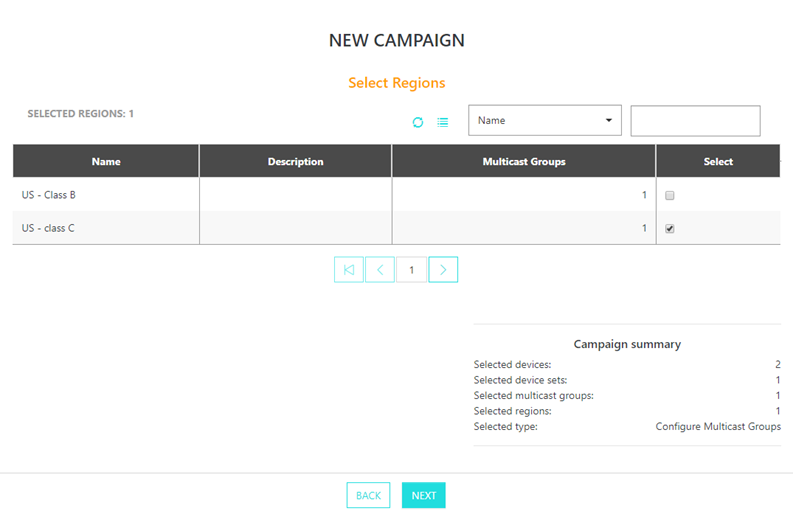 NEW CAMPAIGN
Select Regions
SELECTED REGIONS: 1
Name
Name Description Multicast Groups Select
US - Class B 1
US - class C 1
1
Campaign summary
Selected devices: 2
Selected device sets: 1
Selected multicast groups: 1
Selected regions: 1
Selected type: Configure Multicast Groups
BACK NEXT